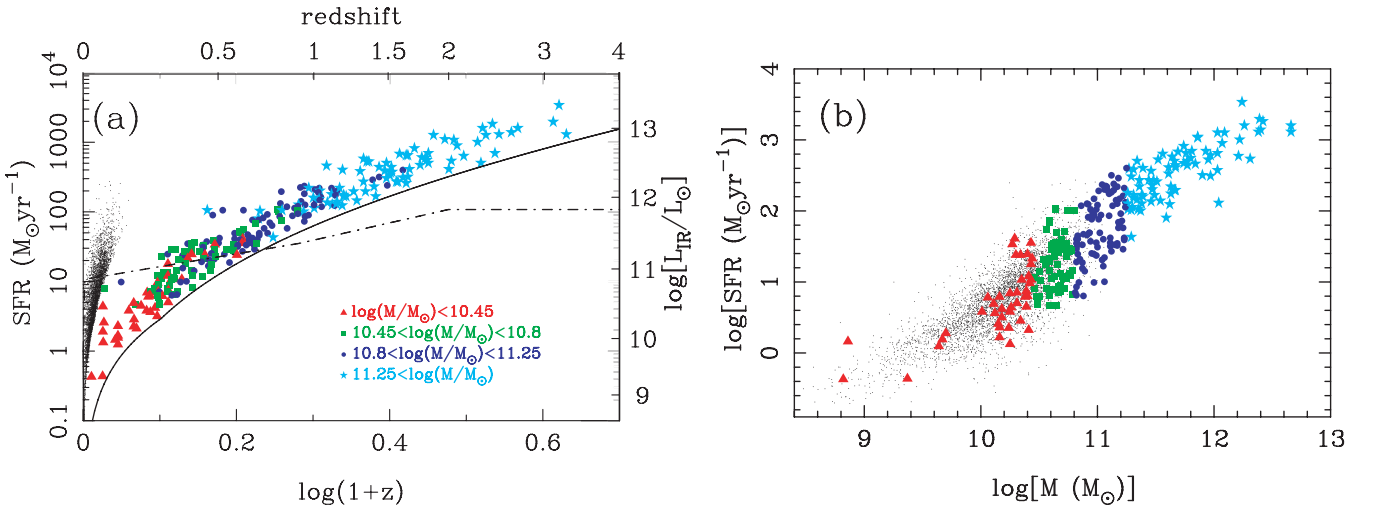 redshift
0 0.5 1 1.5 2 3 4
(a)
SFR (M⊙yr⁻¹)
10⁴
1000
100
10
1
0.1
13
12
11
10
9
log[L_IR/L⊙]
log(M/M⊙)<10.45
10.45<log(M/M⊙)<10.8
10.8<log(M/M⊙)<11.25
11.25<log(M/M⊙)
0 0.2 0.4 0.6
log(1+z)
(b)
log[SFR (M⊙yr⁻¹)]
4
3
2
1
0
9 10 11 12 13
log[M (M⊙)]